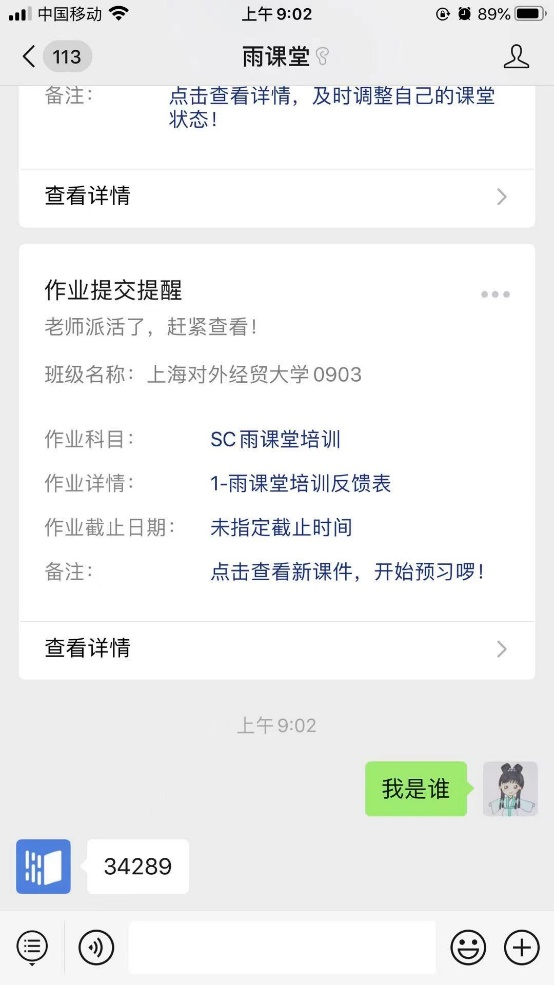 中国移动 上午9:02 89%
113 雨课堂
备注： 点击查看详情，及时调整自己的课堂
状态！
查看详情
作业提交提醒
老师派活了，赶紧查看！
班级名称：上海对外经贸大学0903
作业科目： SC雨课堂培训
作业详情： 1-雨课堂培训反馈表
作业截止日期： 未指定截止时间
备注： 点击查看新课件，开始预习啰！
查看详情
上午9:02
我是谁
34289